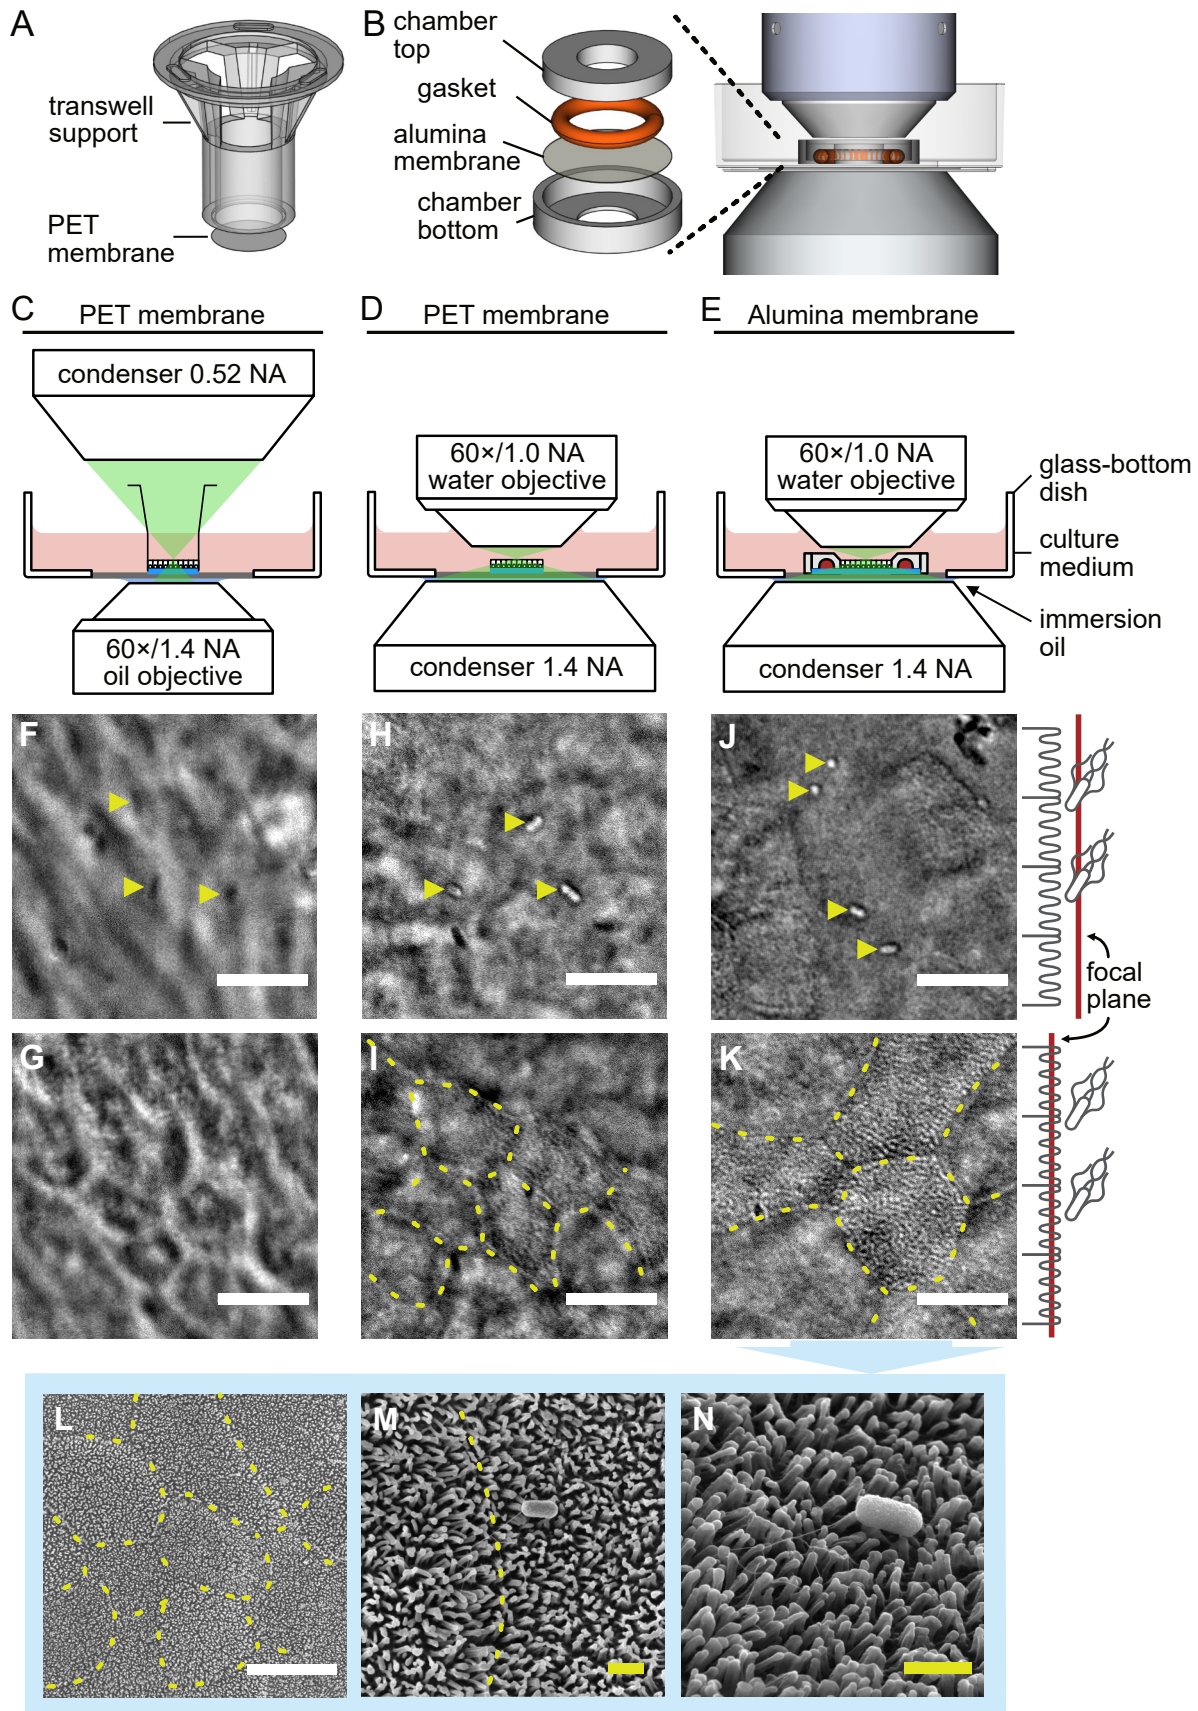 A
transwell
support
PET
membrane
B
chamber
top
gasket
alumina
membrane
chamber
bottom
C
PET membrane
condenser 0.52 NA
60×/1.4 NA
oil objective
D
PET membrane
60×/1.0 NA
water objective
condenser 1.4 NA
E
Alumina membrane
60×/1.0 NA
water objective
condenser 1.4 NA
glass-bottom
dish
culture
medium
immersion
oil
F
H
J
focal
plane
G
I
K
L
M
N